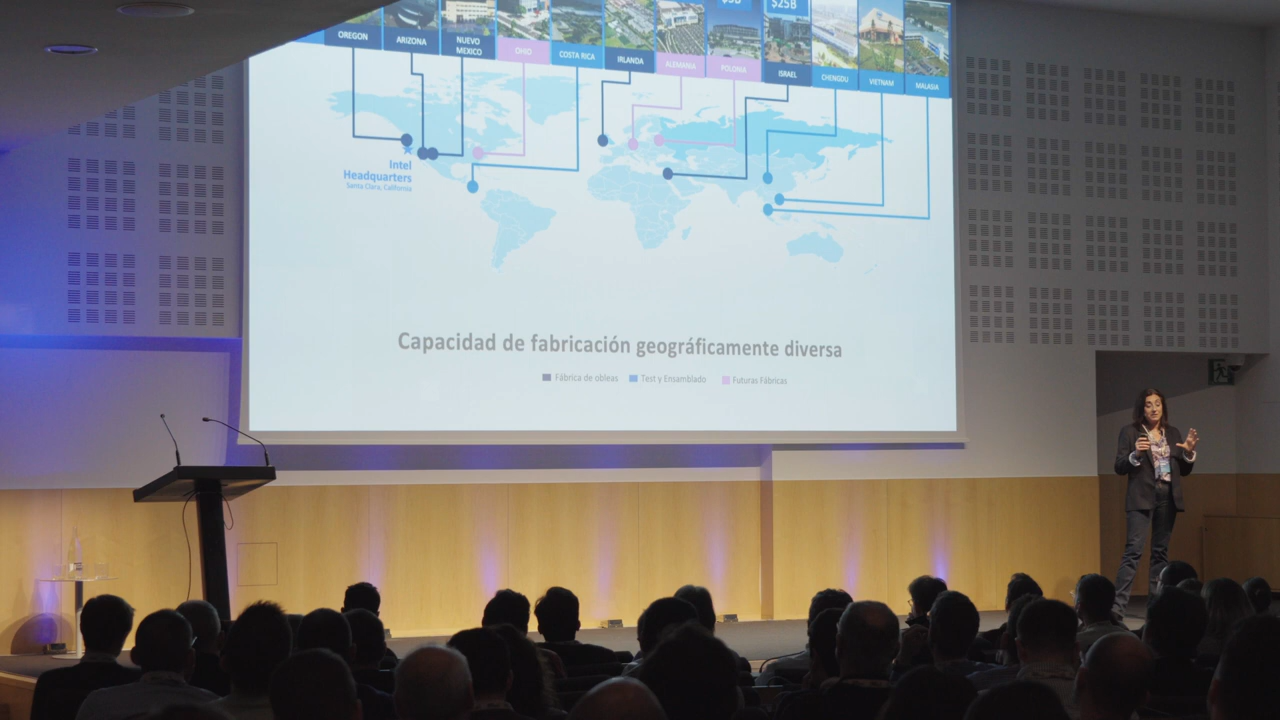 $25B
OREGON
ARIZONA
NUEVO
MEXICO
OHIO
COSTA RICA
IRLANDA
ALEMANIA
POLONIA
ISRAEL
CHENGDU
VIETNAM
MALASIA
Intel
Headquarters
Santa Clara, California
Capacidad de fabricación geográficamente diversa
Fábrica de obleas
Test y Ensamblado
Futuras Fábricas